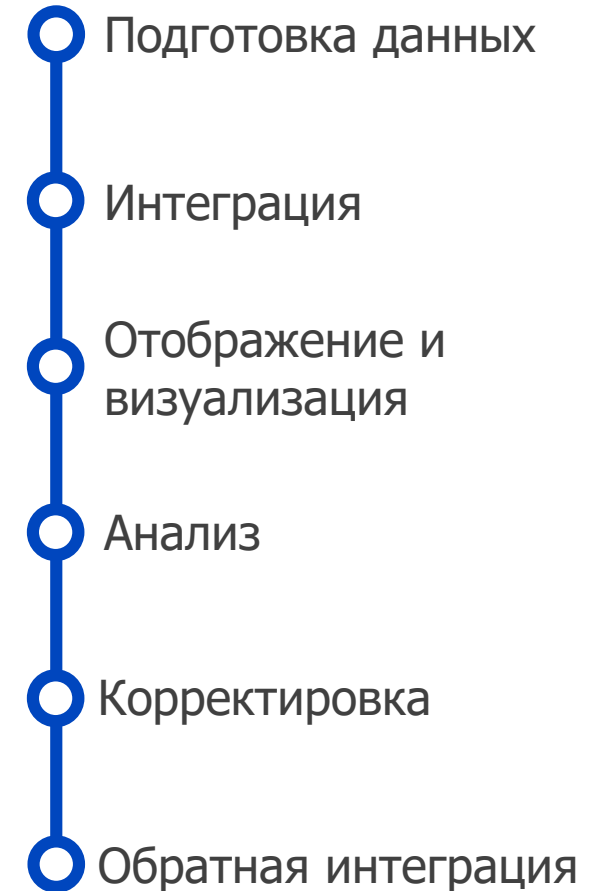 Подготовка данных
Интеграция
Отображение и
визуализация
Анализ
Корректировка
Обратная интеграция